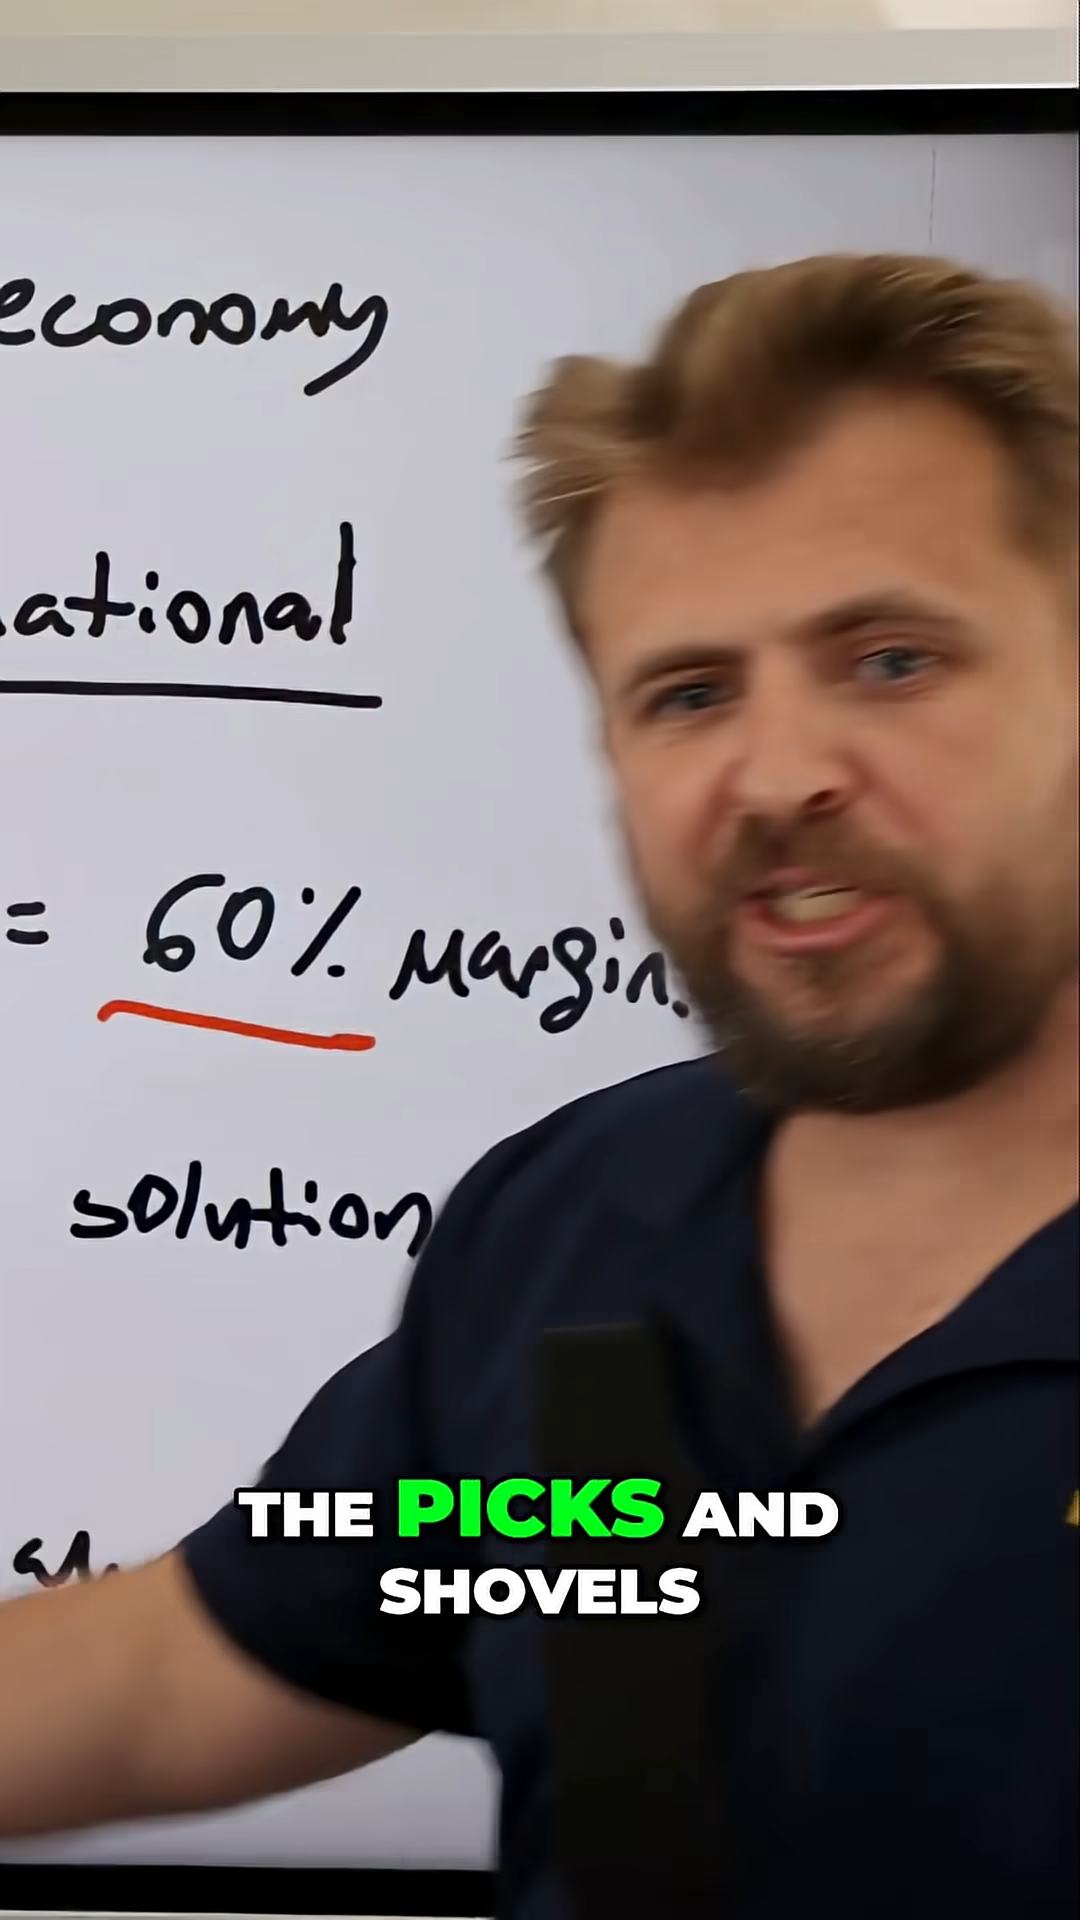 economy
ational
= 60% Margin.
solution
THE PICKS AND
SHOVELS